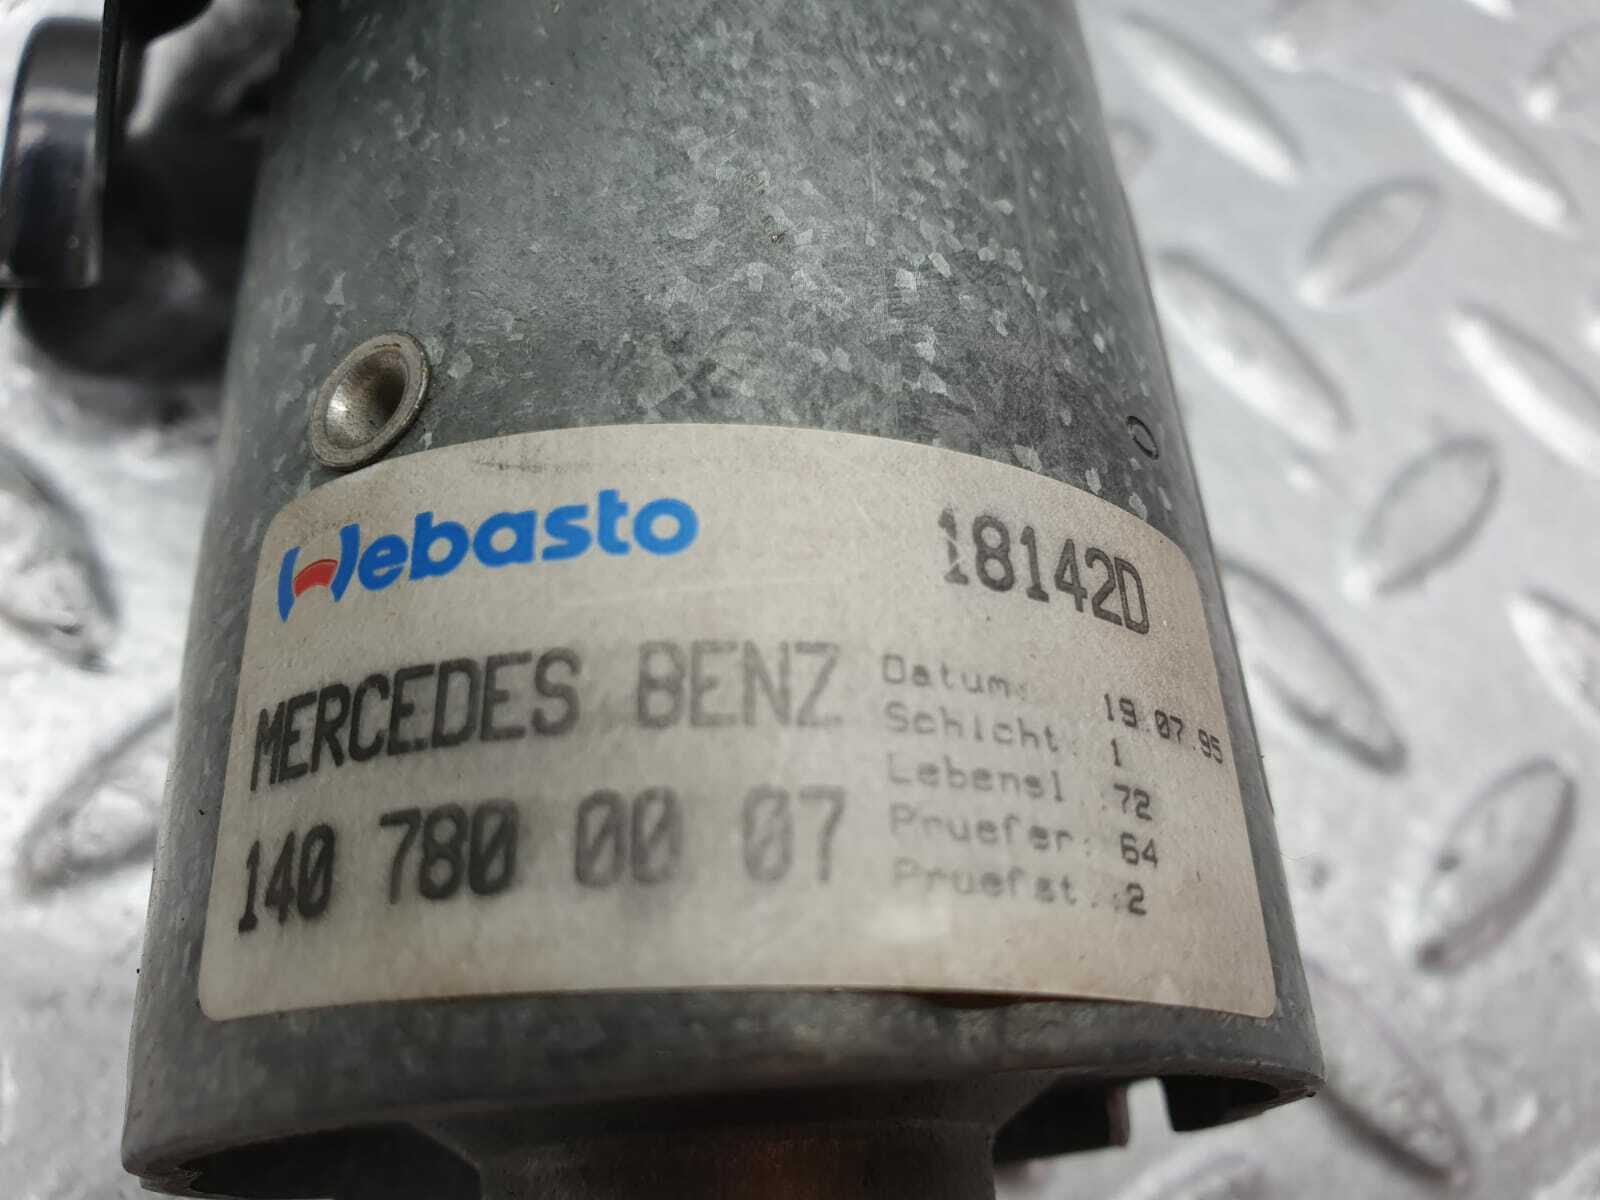 Webasto
18142D
MERCEDES BENZ
140 780 00 07
Datum: 19.07.95
Schicht: 1
Lebensl.: 72
Pruefer: 64
Pruefst.: 2